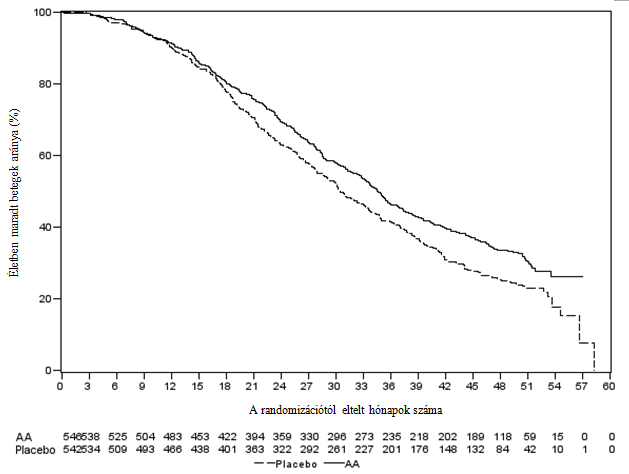 Életben maradt betegek aránya (%)
100
80
60
40
20
0
0 3 6 9 12 15 18 21 24 27 30 33 36 39 42 45 48 51 54 57 60
A randomizációtól eltelt hónapok száma
AA 546538 525 504 483 453 422 394 359 330 296 273 235 218 202 189 118 59 15 0 0
Placebo 542534 509 493 466 438 401 363 322 292 261 227 201 176 148 132 84 42 10 1 0
Placebo AA